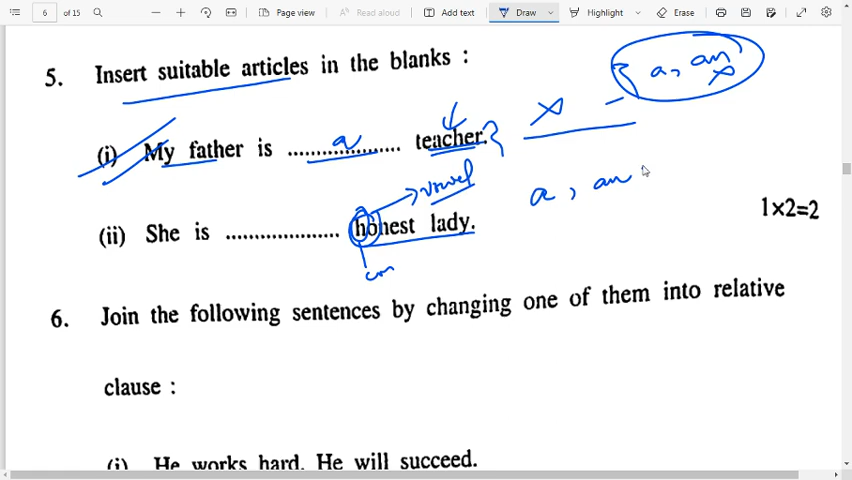 6 of 15 Page view Read aloud Add text Draw Highlight Erase
5. Insert suitable articles in the blanks :
a, an
(i) My father is .................... a teacher.
vowel
a, an
(ii) She is .................... honest lady.
1×2=2
con
6. Join the following sentences by changing one of them into relative
clause :
(i) He works hard. He will succeed.